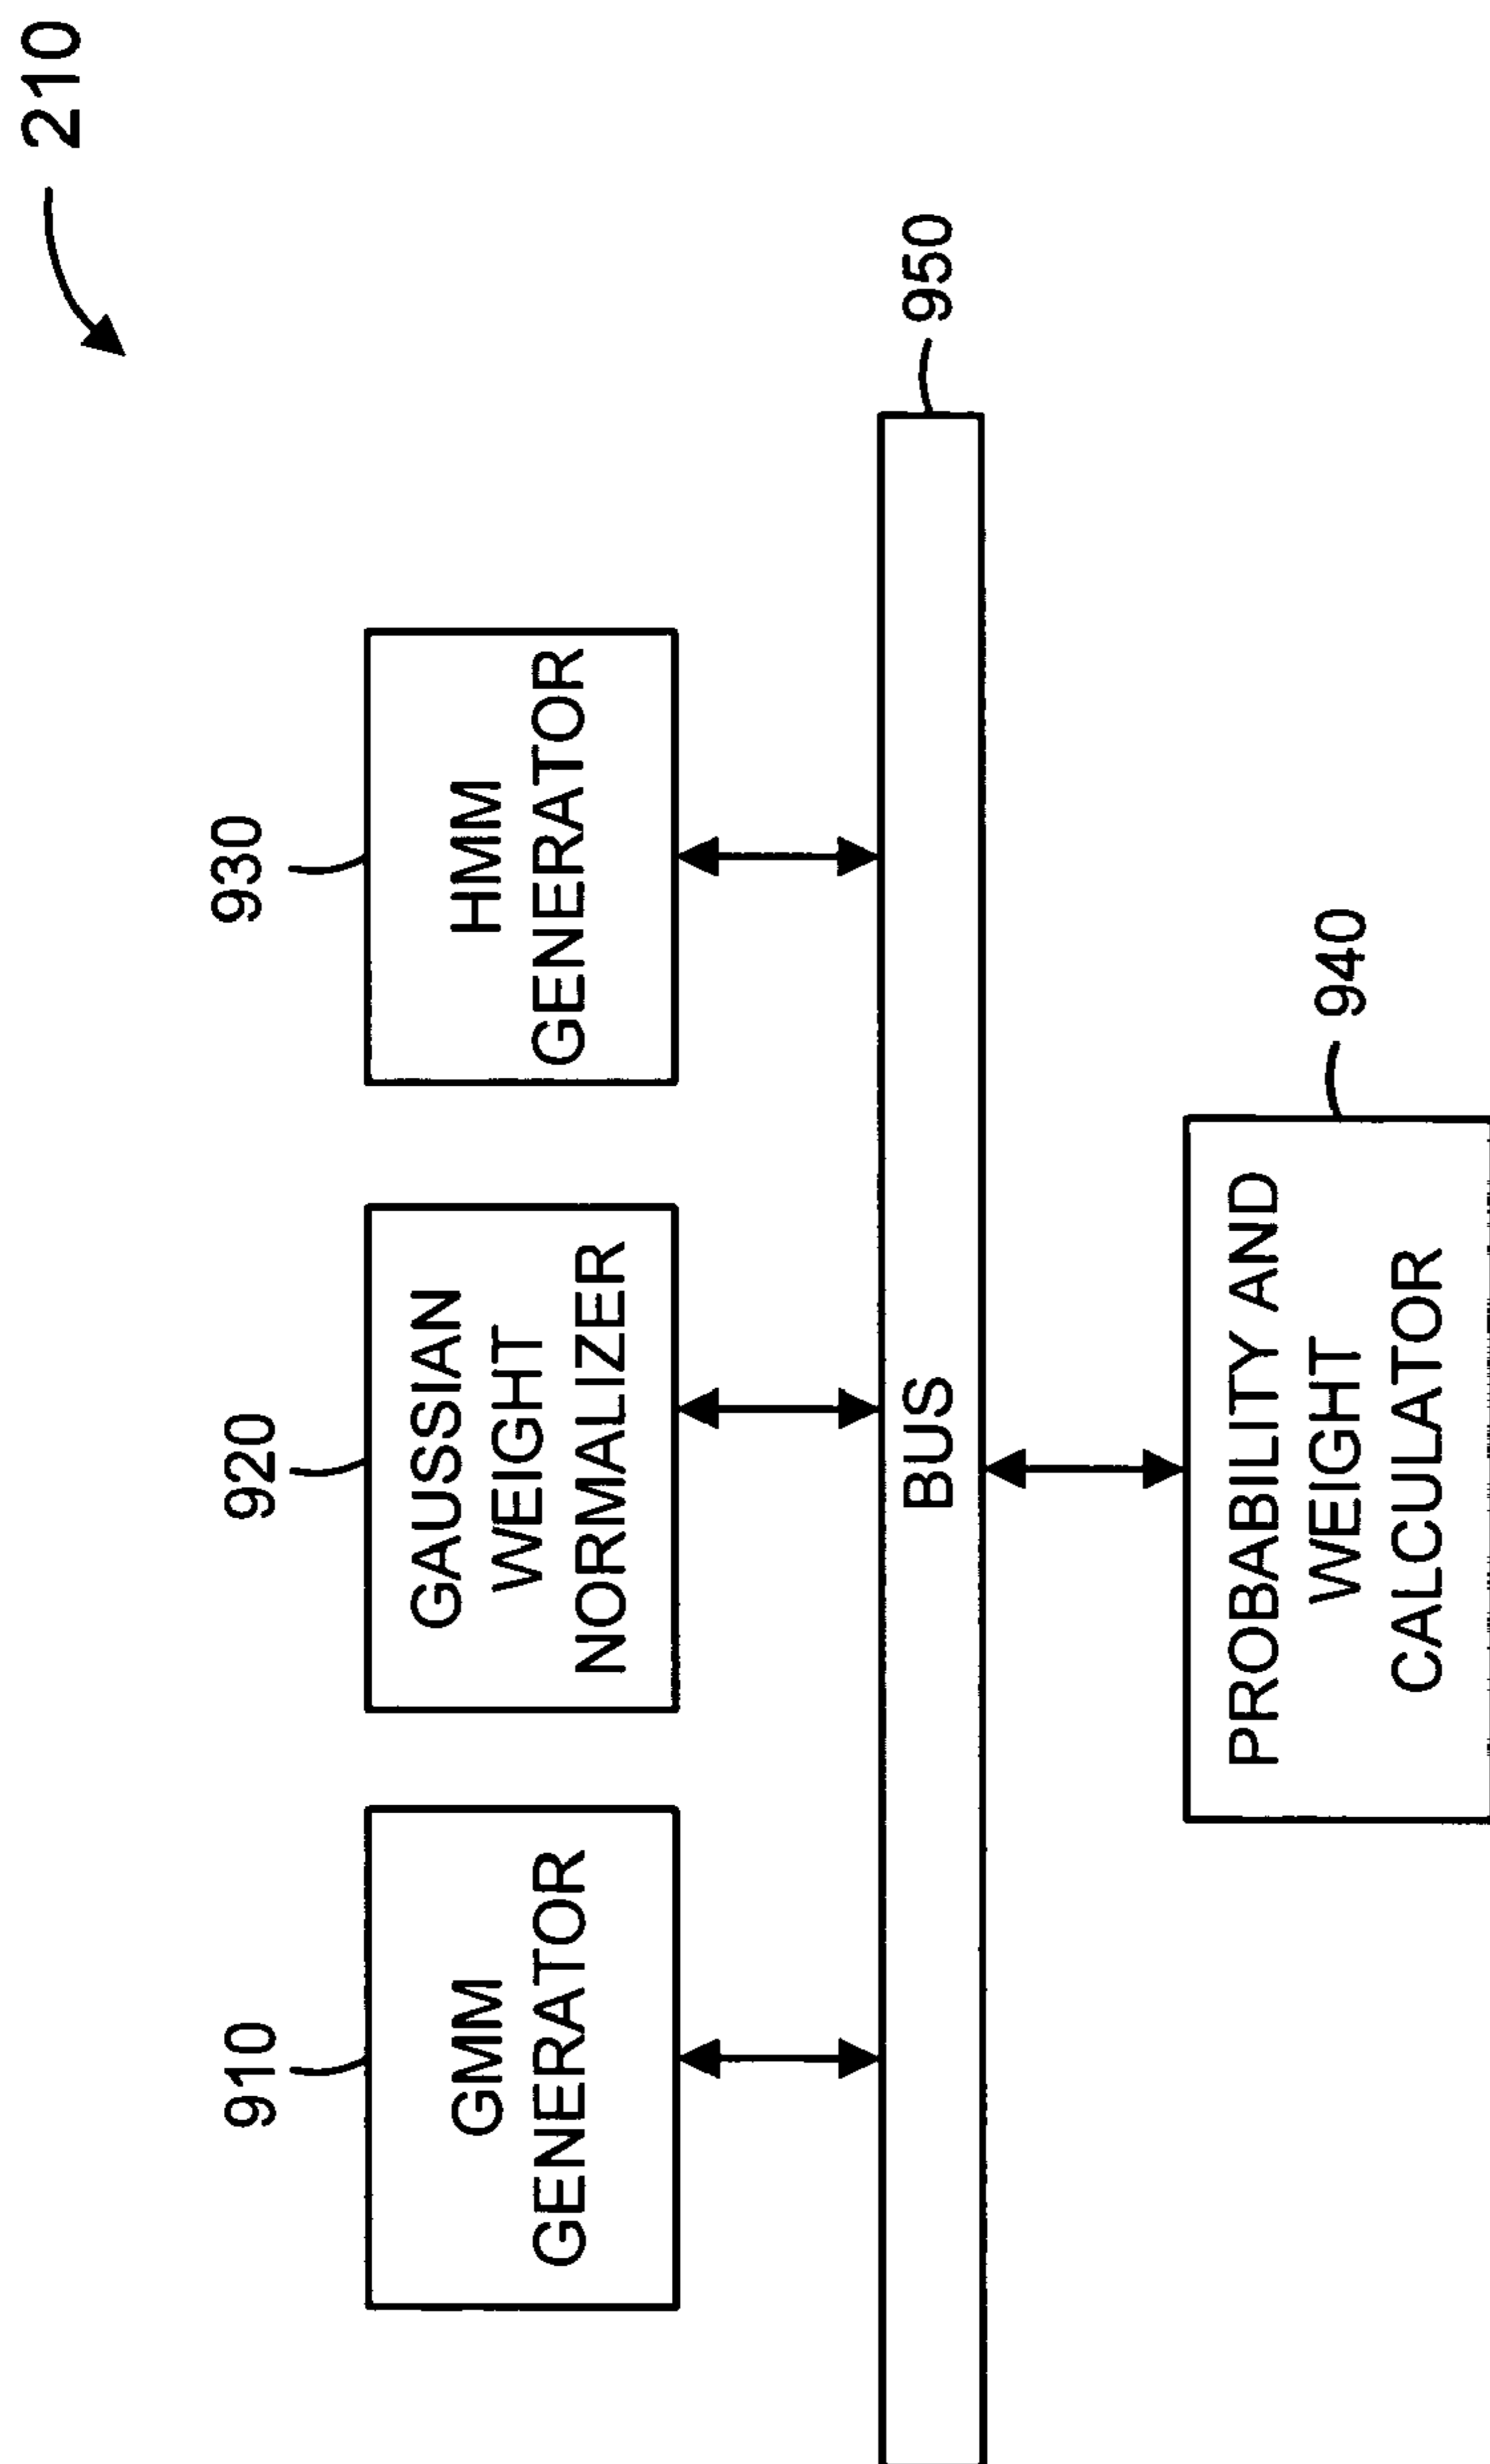 210
910
920
930
GMM
GENERATOR
GAUSSIAN
WEIGHT
NORMALIZER
HMM
GENERATOR
950
BUS
940
PROBABILITY AND
WEIGHT
CALCULATOR